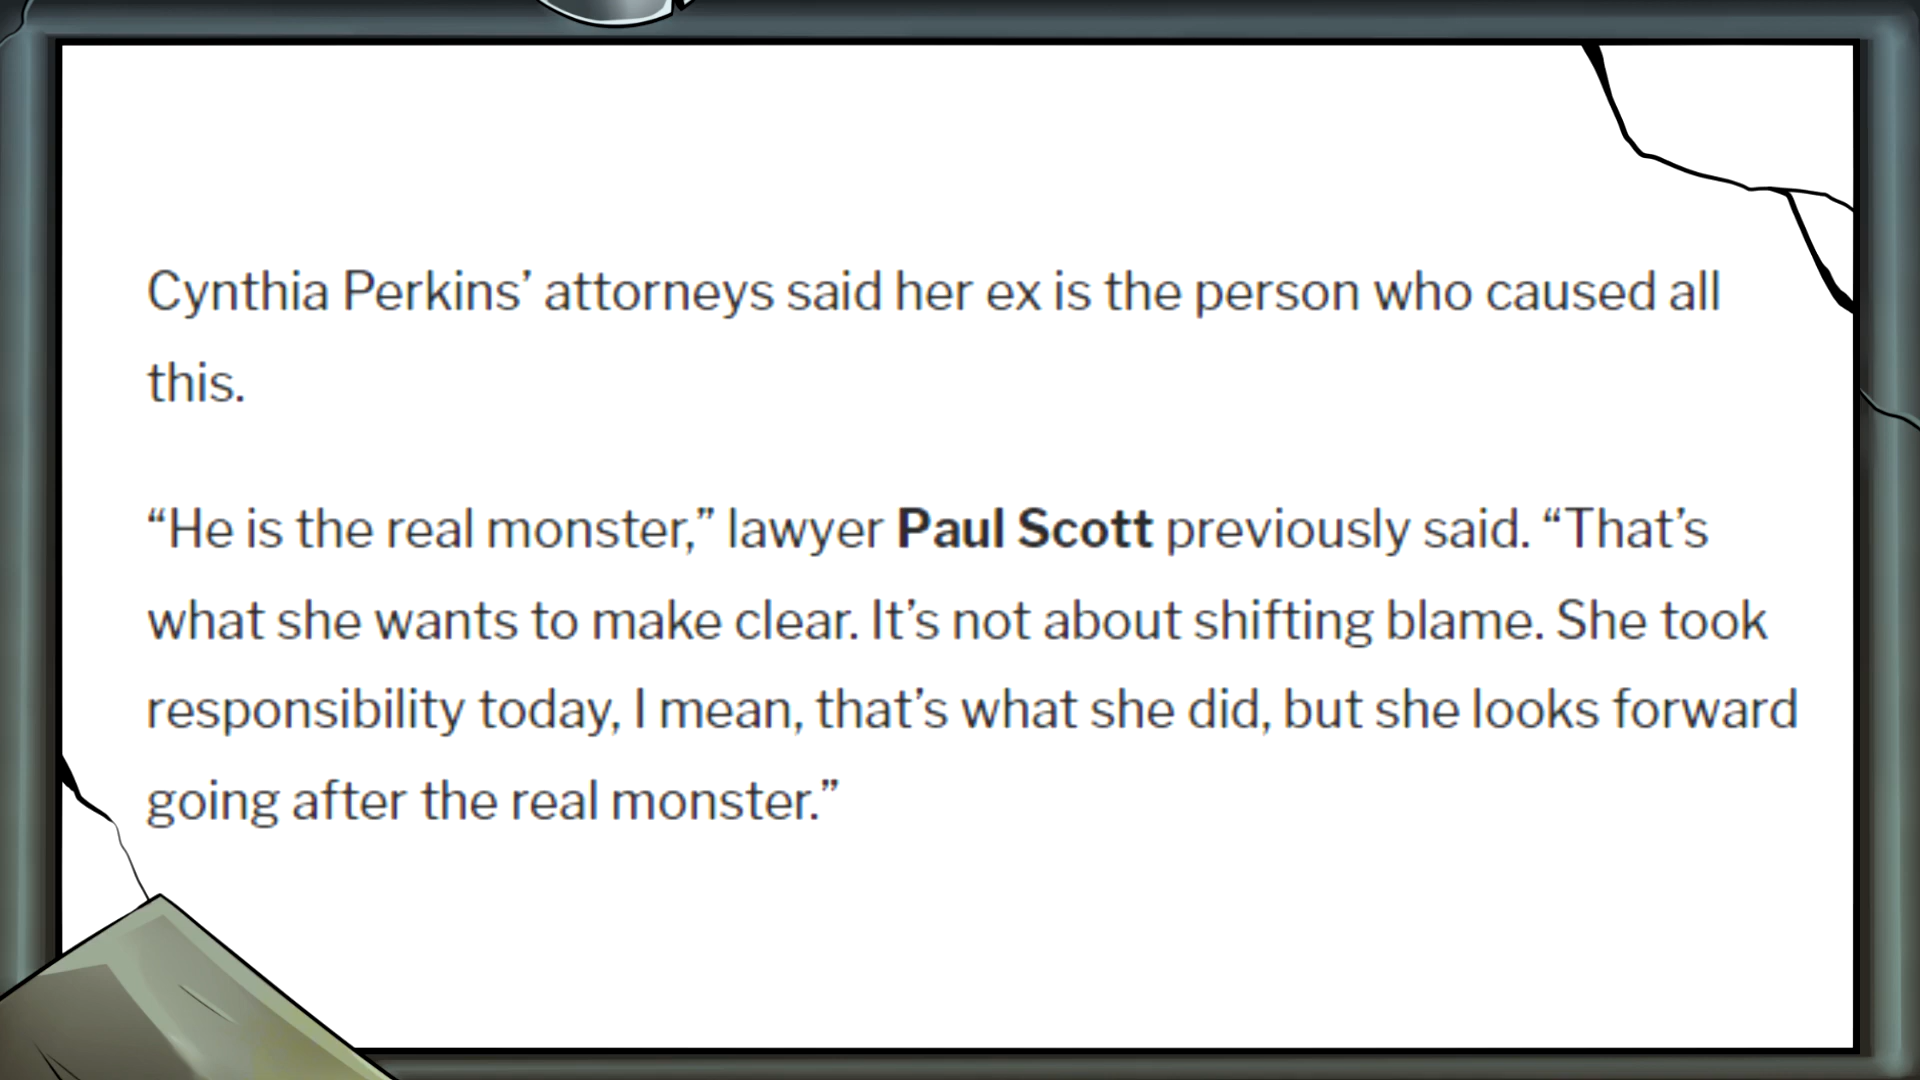 Cynthia Perkins’ attorneys said her ex is the person who caused all
this.
“He is the real monster,” lawyer Paul Scott previously said. “That’s
what she wants to make clear. It’s not about shifting blame. She took
responsibility today, I mean, that’s what she did, but she looks forward
going after the real monster.”